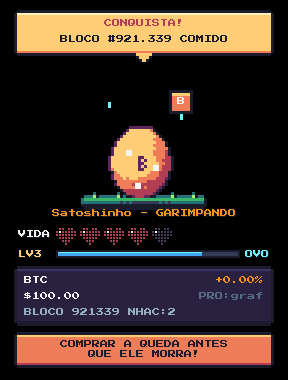 CONQUISTA!
BLOCO #921.339 COMIDO
B
B
Satoshinho - GARIMPANDO
VIDA
LV3 OVO
BTC +0.00%
$100.00 PRO:graf
BLOCO 921339 NHAC:2
COMPRAR A QUEDA ANTES
QUE ELE MORRA!